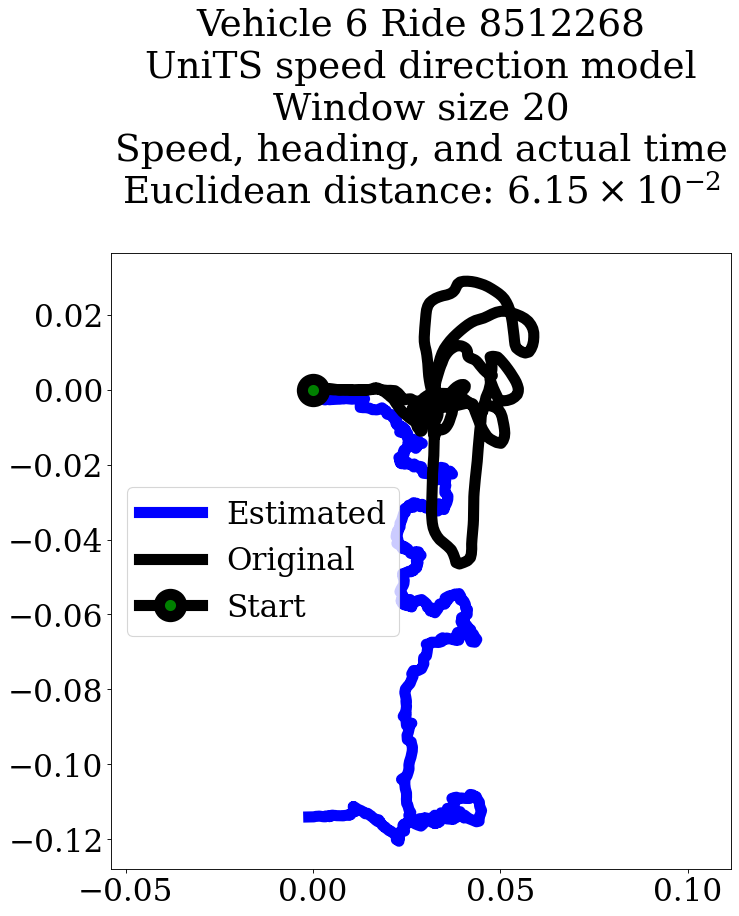 Vehicle 6 Ride 8512268
UniTS speed direction model
Window size 20
Speed, heading, and actual time
Euclidean distance: 6.15 × 10⁻²
0.02
0.00
−0.02
−0.04
−0.06
−0.08
−0.10
−0.12
Estimated
Original
Start
−0.05
0.00
0.05
0.10